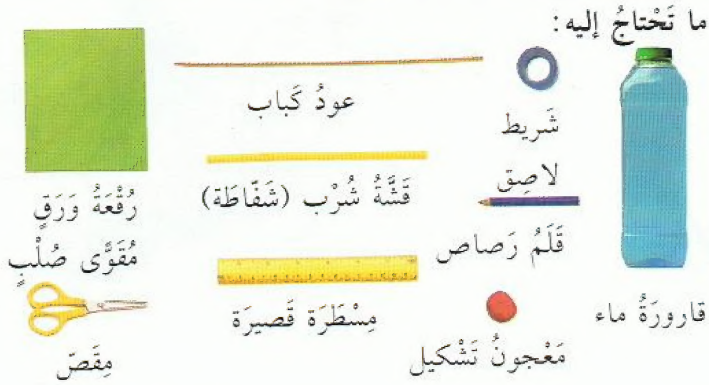 ما تَحْتاجُ إليه:
قارورَةُ ماء
شَريط
لاصِق
قَلَمُ رَصاص
مَعْجونُ تَشْكيل
عودُ كَباب
قَشَّةُ شُرْب (شَفّاطَة)
مِسْطَرَة قَصيرَة
رُقْعَةُ وَرَقٍ
مُقَوًّى صُلْبٍ
مِقَصّ